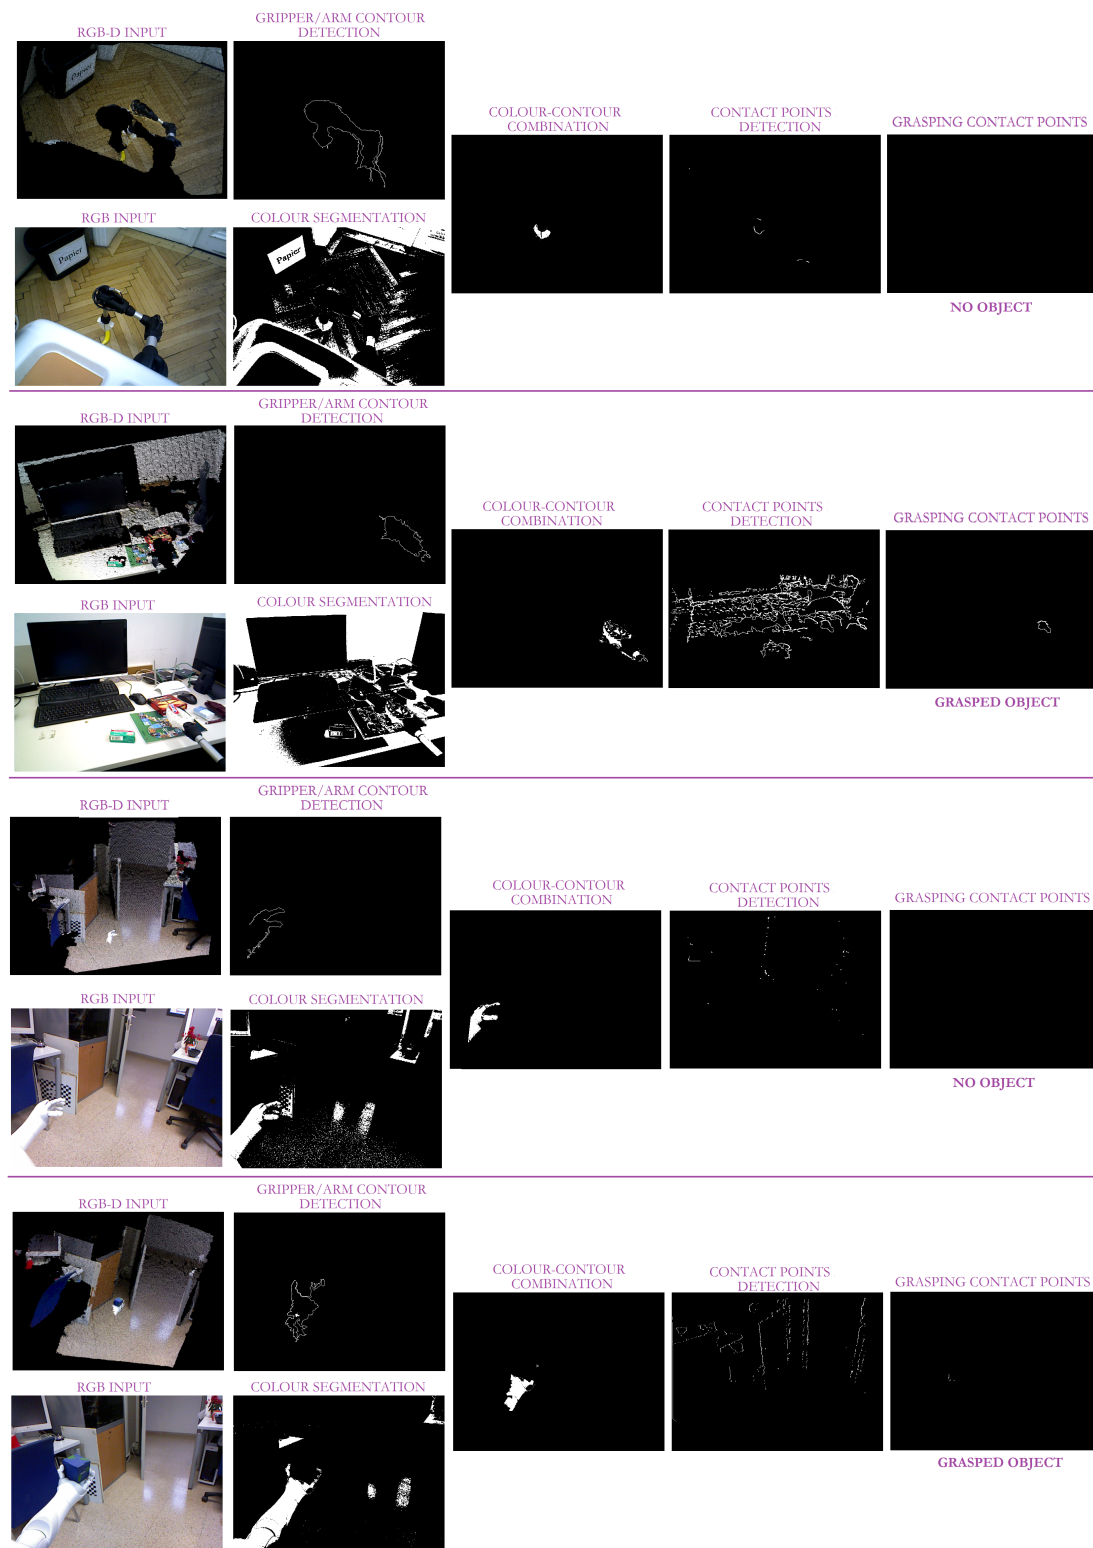 RGB-D INPUT
GRIPPER/ARM CONTOUR
DETECTION
Papier
COLOUR-CONTOUR
COMBINATION
CONTACT POINTS
DETECTION
GRASPING CONTACT POINTS
RGB INPUT
COLOUR SEGMENTATION
Papier
Papier
NO OBJECT
RGB-D INPUT
GRIPPER/ARM CONTOUR
DETECTION
COLOUR-CONTOUR
COMBINATION
CONTACT POINTS
DETECTION
GRASPING CONTACT POINTS
RGB INPUT
COLOUR SEGMENTATION
GRASPED OBJECT
RGB-D INPUT
GRIPPER/ARM CONTOUR
DETECTION
COLOUR-CONTOUR
COMBINATION
CONTACT POINTS
DETECTION
GRASPING CONTACT POINTS
RGB INPUT
COLOUR SEGMENTATION
NO OBJECT
RGB-D INPUT
GRIPPER/ARM CONTOUR
DETECTION
COLOUR-CONTOUR
COMBINATION
CONTACT POINTS
DETECTION
GRASPING CONTACT POINTS
RGB INPUT
COLOUR SEGMENTATION
GRASPED OBJECT